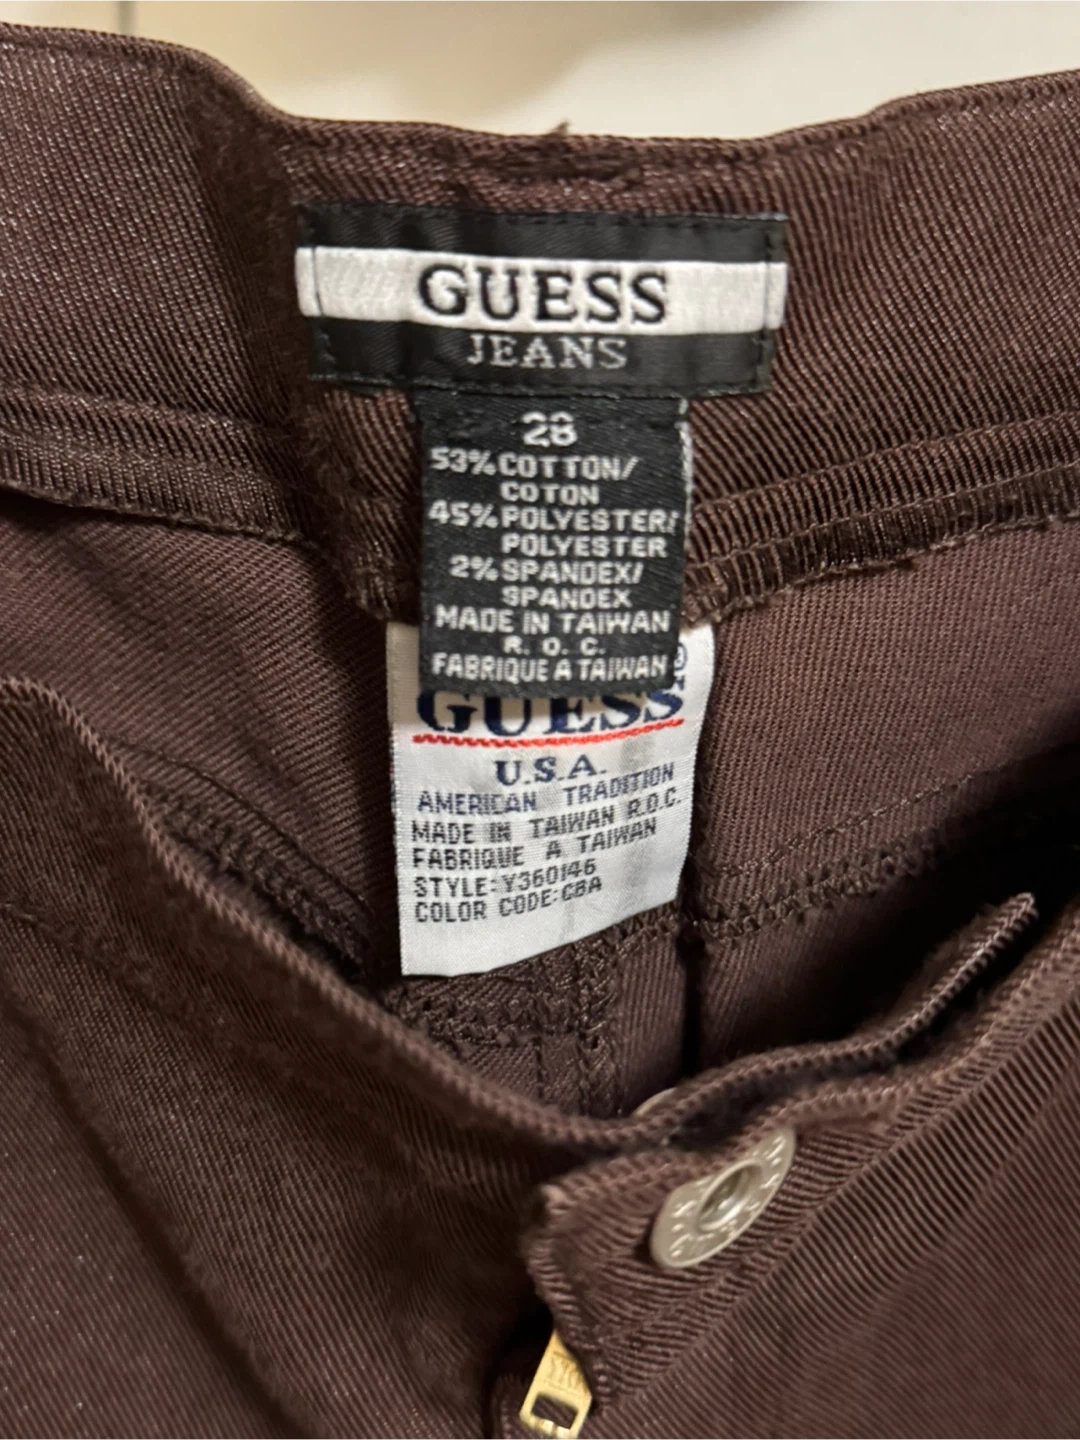 GUESS
JEANS
28
53% COTTON/
COTON
45% POLYESTER/
POLYESTER
2% SPANDEX/
SPANDEX
MADE IN TAIWAN
R. O. C.
FABRIQUE A TAIWAN
GUESS
U.S.A.
AMERICAN TRADITION
MADE IN TAIWAN R.O.C.
FABRIQUE A TAIWAN
STYLE:Y360146
COLOR CODE:CBA